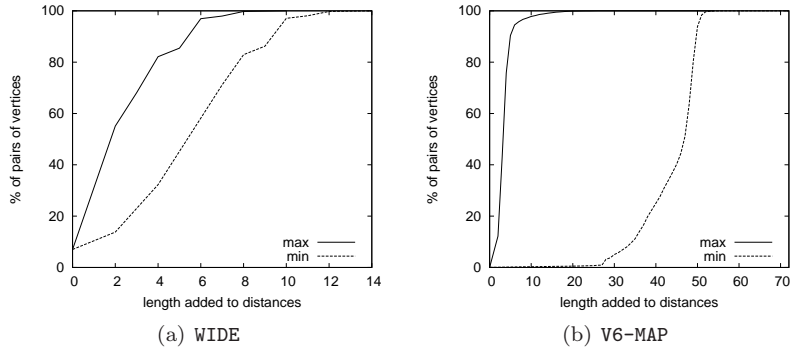 100
80
60
40
20
0
% of pairs of vertices
max
min
0 2 4 6 8 10 12 14
length added to distances
(a) WIDE
100
80
60
40
20
0
% of pairs of vertices
max
min
0 10 20 30 40 50 60 70
length added to distances
(b) V6-MAP